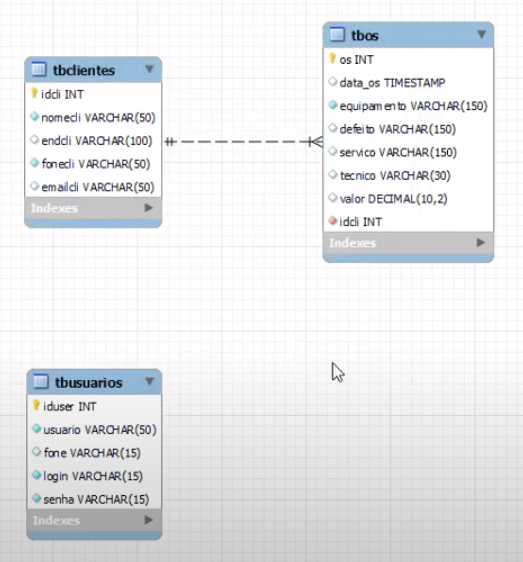 tbclientes
idcli INT
nomecli VARCHAR(50)
endcli VARCHAR(100)
fonecli VARCHAR(50)
emailcli VARCHAR(50)
Indexes
tbos
os INT
data_os TIMESTAMP
equipamento VARCHAR(150)
defeito VARCHAR(150)
servico VARCHAR(150)
tecnico VARCHAR(30)
valor DECIMAL(10,2)
idcli INT
Indexes
tbusuarios
iduser INT
usuario VARCHAR(50)
fone VARCHAR(15)
login VARCHAR(15)
senha VARCHAR(15)
Indexes